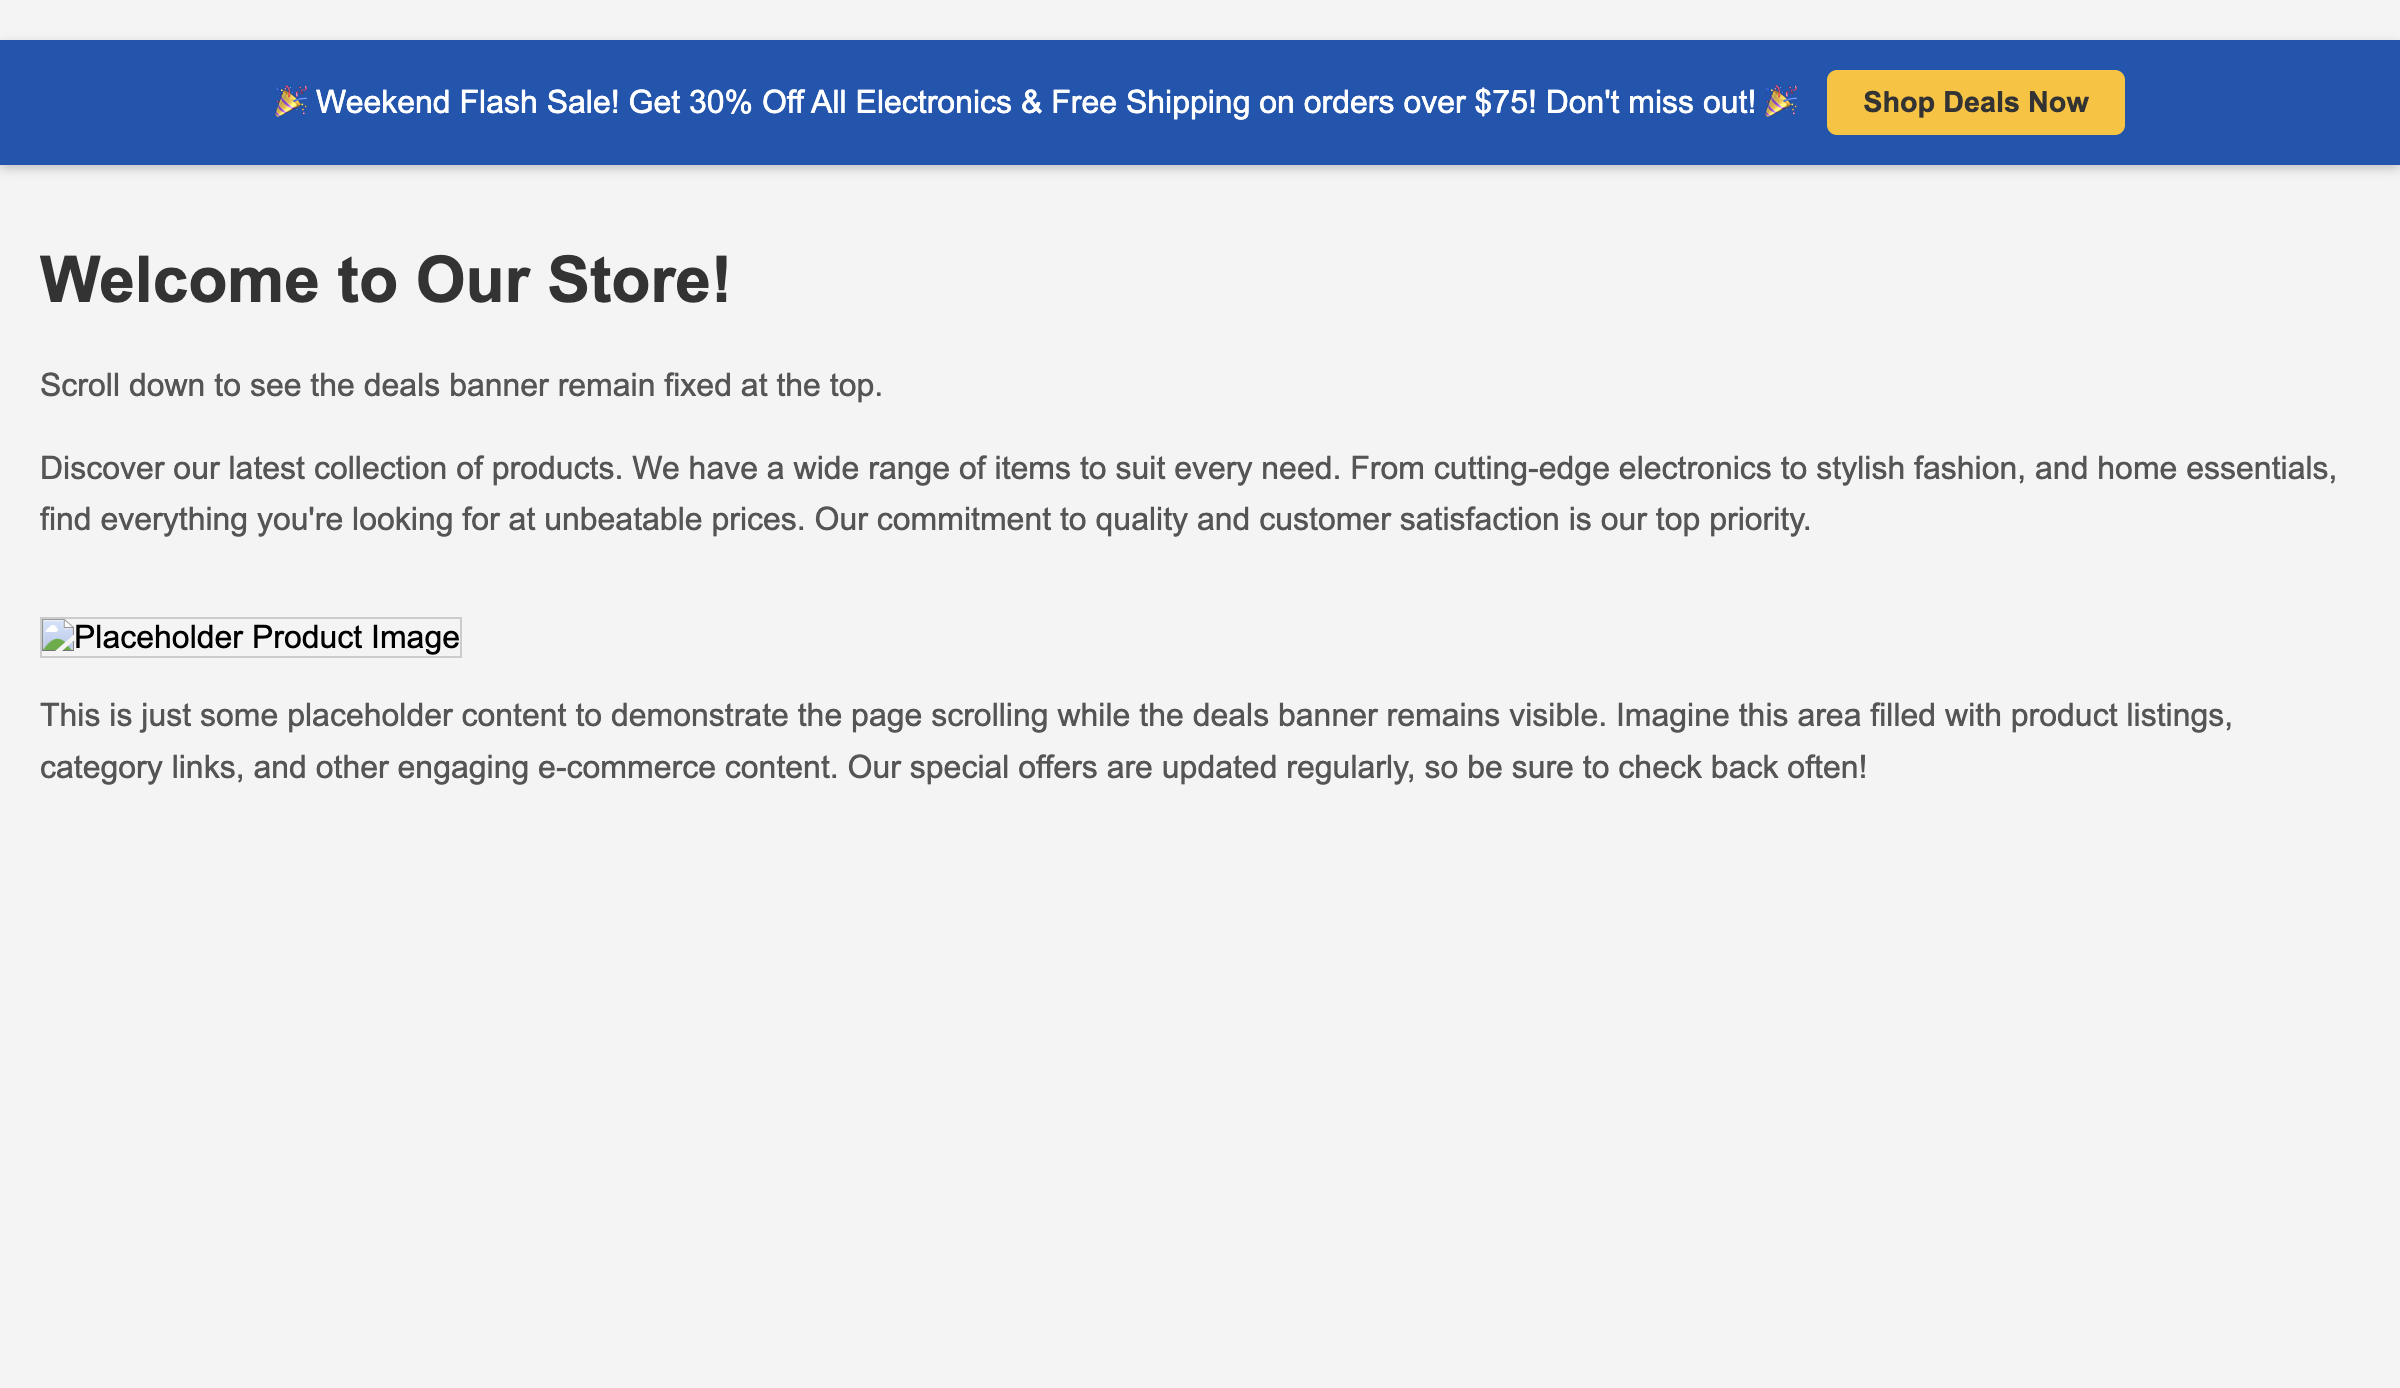 🎉 Weekend Flash Sale! Get 30% Off All Electronics & Free Shipping on orders over $75! Don't miss out! 🎉 Shop Deals Now
Welcome to Our Store!
Scroll down to see the deals banner remain fixed at the top.
Discover our latest collection of products. We have a wide range of items to suit every need. From cutting-edge electronics to stylish fashion, and home essentials,
find everything you're looking for at unbeatable prices. Our commitment to quality and customer satisfaction is our top priority.
Placeholder Product Image
This is just some placeholder content to demonstrate the page scrolling while the deals banner remains visible. Imagine this area filled with product listings,
category links, and other engaging e-commerce content. Our special offers are updated regularly, so be sure to check back often!